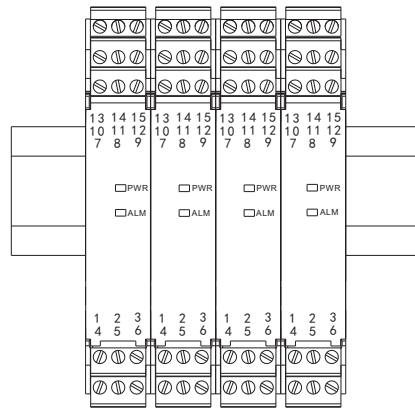 13 14 15 13 14 15 13 14 15 13 14 15
10 11 12 10 11 12 10 11 12 10 11 12
7 8 9 7 8 9 7 8 9 7 8 9
PWR PWR PWR PWR
ALM ALM ALM ALM
1 2 3 1 2 3 1 2 3 1 2 3
4 5 6 4 5 6 4 5 6 4 5 6